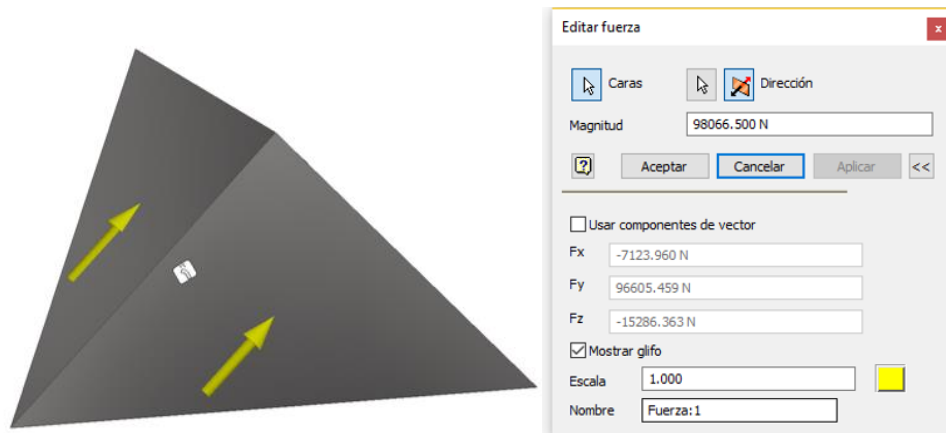 Editar fuerza
x
Caras
Dirección
Magnitud
98066.500 N
?
Aceptar
Cancelar
Aplicar
<<
Usar componentes de vector
Fx
-7123.960 N
Fy
96605.459 N
Fz
-15286.363 N
Mostrar glifo
Escala
1.000
Nombre
Fuerza:1